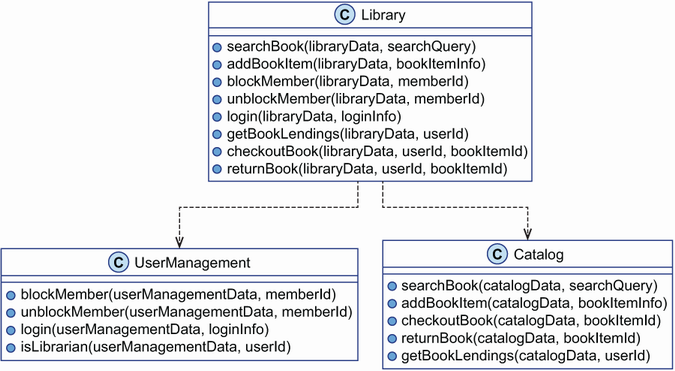 C Library
searchBook(libraryData, searchQuery)
addBookItem(libraryData, bookItemInfo)
blockMember(libraryData, memberId)
unblockMember(libraryData, memberId)
login(libraryData, loginInfo)
getBookLendings(libraryData, userId)
checkoutBook(libraryData, userId, bookItemId)
returnBook(libraryData, userId, bookItemId)
C UserManagement
blockMember(userManagementData, memberId)
unblockMember(userManagementData, memberId)
login(userManagementData, loginInfo)
isLibrarian(userManagementData, userId)
C Catalog
searchBook(catalogData, searchQuery)
addBookItem(catalogData, bookItemInfo)
checkoutBook(catalogData, bookItemId)
returnBook(catalogData, bookItemId)
getBookLendings(catalogData, userId)